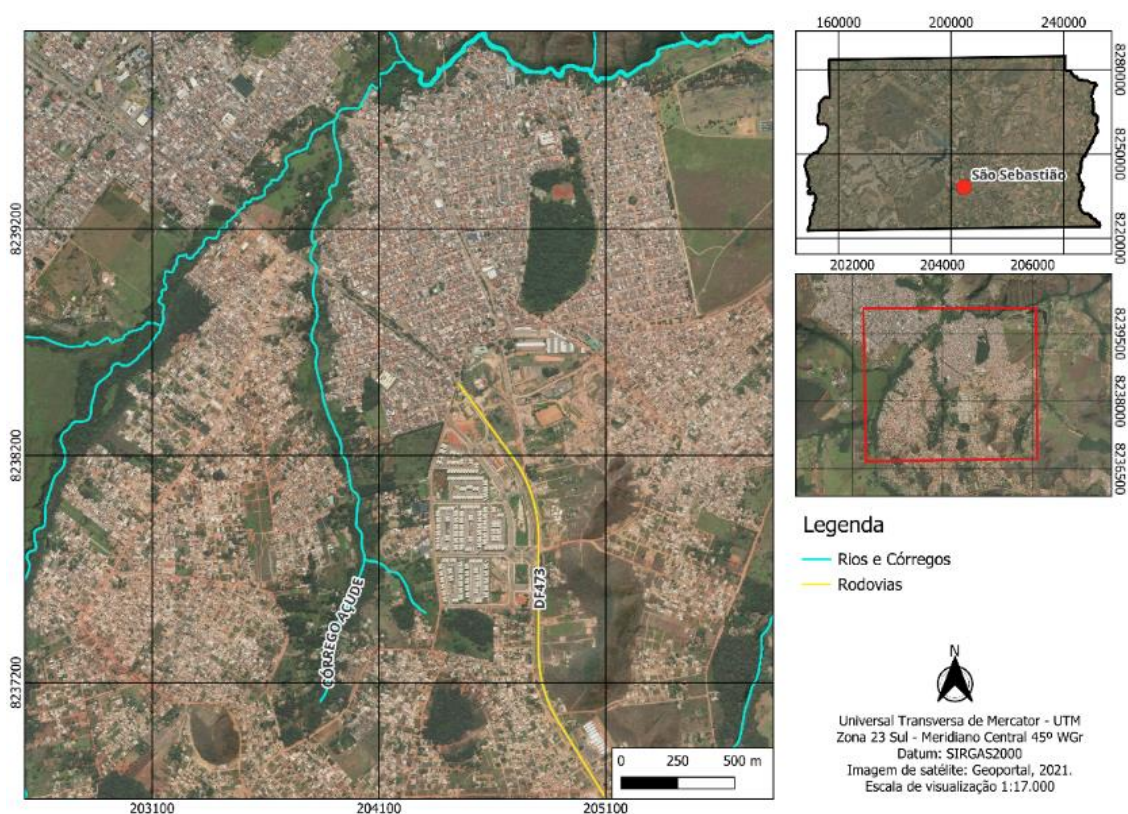 160000 200000 240000
8280000
8250000
8220000
São Sebastião
8239200
8238200
8237200
CÓRREGO AÇUDE
DF473
0 250 500 m
203100 204100 205100
202000 204000 206000
8239500
8238000
8236500
Legenda
Rios e Córregos
Rodovias
N
Universal Transversa de Mercator - UTM
Zona 23 Sul - Meridiano Central 45º WGr
Datum: SIRGAS2000
Imagem de satélite: Geoportal, 2021.
Escala de visualização 1:17.000